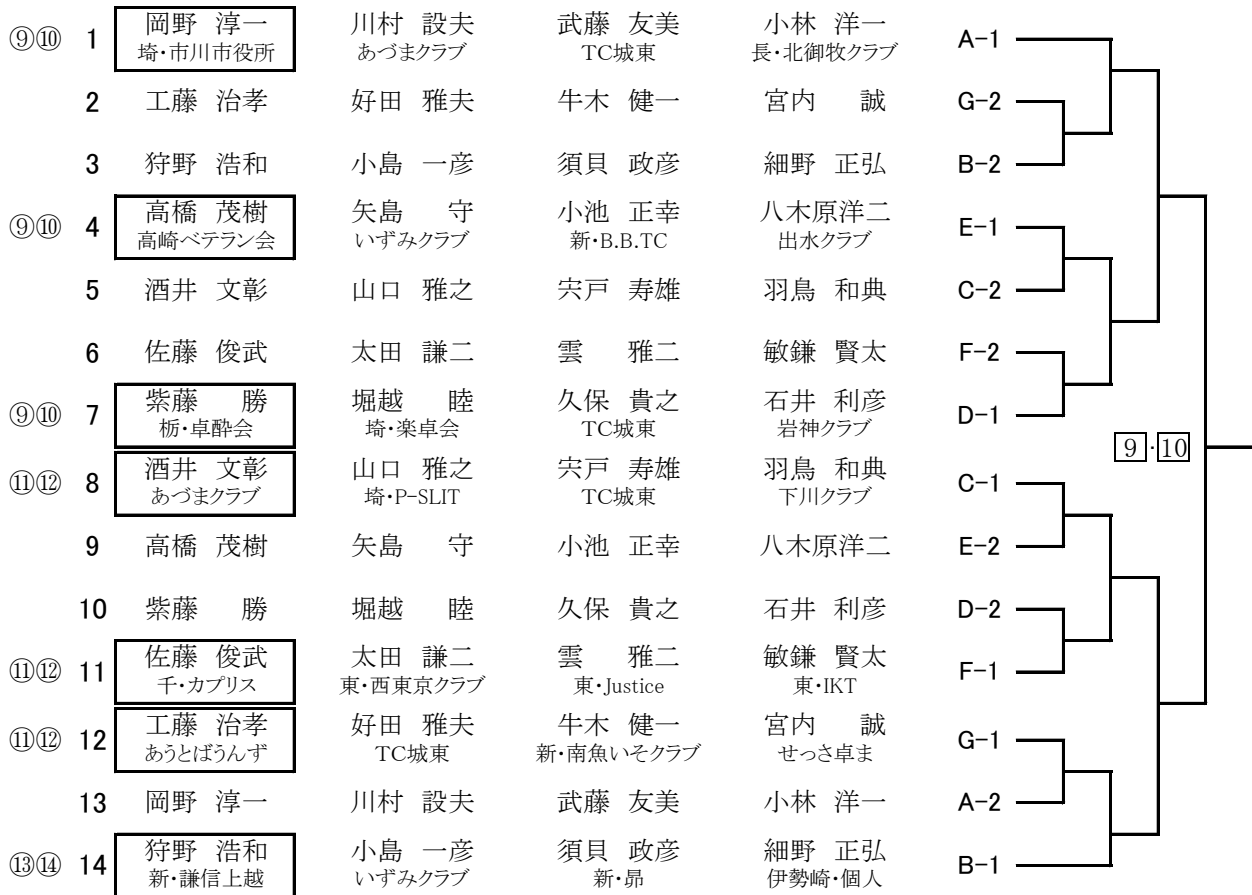 ⑨⑩ 1 岡野 淳一 川村 設夫 武藤 友美 小林 洋一 A-1
埼・市川市役所 あづまクラブ TC城東 長・北御牧クラブ
2 工藤 治孝 好田 雅夫 牛木 健一 宮内 誠 G-2
3 狩野 浩和 小島 一彦 須貝 政彦 細野 正弘 B-2
⑨⑩ 4 高橋 茂樹 矢島 守 小池 正幸 八木原洋二 E-1
高崎ベテラン会 いずみクラブ 新・B.B.TC 出水クラブ
5 酒井 文彰 山口 雅之 宍戸 寿雄 羽鳥 和典 C-2
6 佐藤 俊武 太田 謙二 雲 雅二 敏鎌 賢太 F-2
⑨⑩ 7 紫藤 勝 堀越 睦 久保 貴之 石井 利彦 D-1
栃・卓酔会 埼・楽卓会 TC城東 岩神クラブ
9・10
⑪⑫ 8 酒井 文彰 山口 雅之 宍戸 寿雄 羽鳥 和典 C-1
あづまクラブ 埼・P-SLIT TC城東 下川クラブ
9 高橋 茂樹 矢島 守 小池 正幸 八木原洋二 E-2
10 紫藤 勝 堀越 睦 久保 貴之 石井 利彦 D-2
⑪⑫ 11 佐藤 俊武 太田 謙二 雲 雅二 敏鎌 賢太 F-1
千・カプリス 東・西東京クラブ 東・Justice 東・IKT
⑪⑫ 12 工藤 治孝 好田 雅夫 牛木 健一 宮内 誠 G-1
あうとばうんず TC城東 新・南魚いそクラブ せっさ卓ま
13 岡野 淳一 川村 設夫 武藤 友美 小林 洋一 A-2
⑬⑭ 14 狩野 浩和 小島 一彦 須貝 政彦 細野 正弘 B-1
新・謙信上越 いずみクラブ 新・昴 伊勢崎・個人